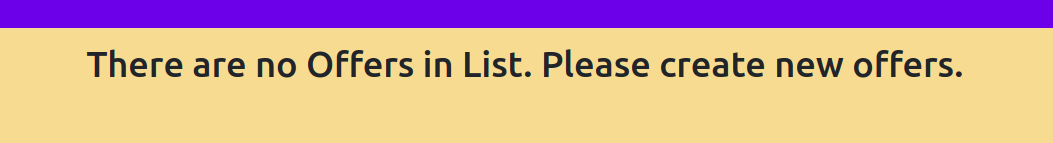 There are no Offers in List. Please create new offers.